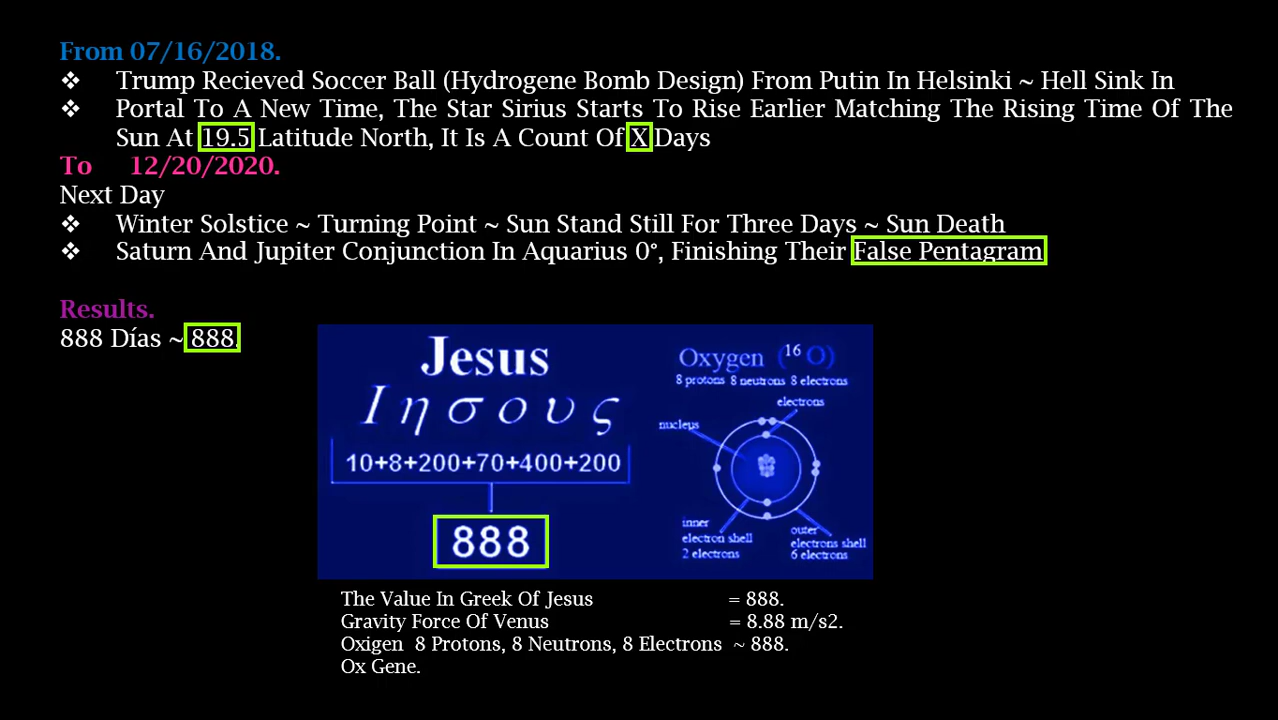 From 07/16/2018.
❖ Trump Recieved Soccer Ball (Hydrogene Bomb Design) From Putin In Helsinki ~ Hell Sink In
❖ Portal To A New Time, The Star Sirius Starts To Rise Earlier Matching The Rising Time Of The
Sun At 19.5 Latitude North, It Is A Count Of X Days
To 12/20/2020.
Next Day
❖ Winter Solstice ~ Turning Point ~ Sun Stand Still For Three Days ~ Sun Death
❖ Saturn And Jupiter Conjunction In Aquarius 0°, Finishing Their False Pentagram
Results.
888 Días ~ 888.
Jesus
Ιησους
10+8+200+70+400+200
888
Oxygen (16 O)
8 protons 8 neutrons 8 electrons
electrons
nucleus
inner
electron shell
2 electrons
outer
electrons shell
6 electrons
The Value In Greek Of Jesus = 888.
Gravity Force Of Venus = 8.88 m/s2.
Oxigen 8 Protons, 8 Neutrons, 8 Electrons ~ 888.
Ox Gene.